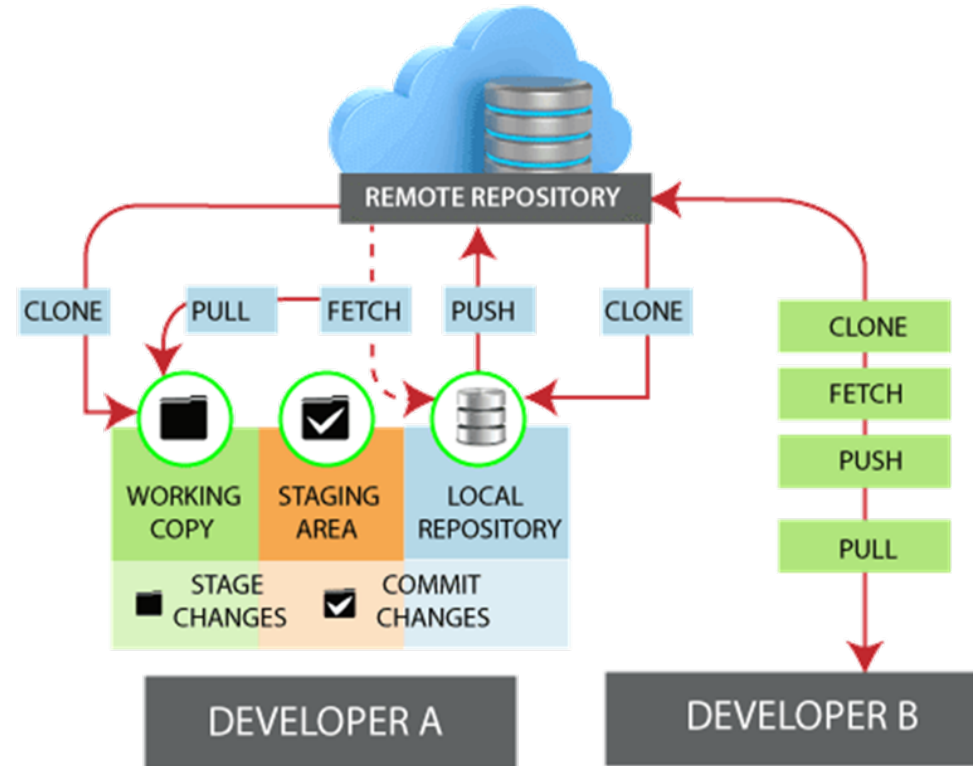 REMOTE REPOSITORY
CLONE
PULL
FETCH
PUSH
CLONE
CLONE
FETCH
PUSH
PULL
WORKING
COPY
STAGING
AREA
LOCAL
REPOSITORY
STAGE
CHANGES
COMMIT
CHANGES
DEVELOPER A
DEVELOPER B